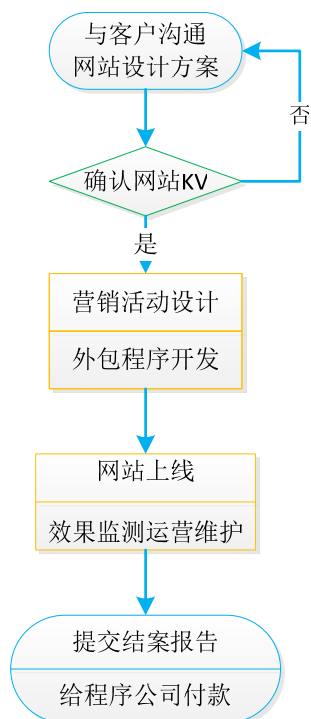 与客户沟通
网站设计方案
否
确认网站KV
是
营销活动设计
外包程序开发
网站上线
效果监测运营维护
提交结案报告
给程序公司付款